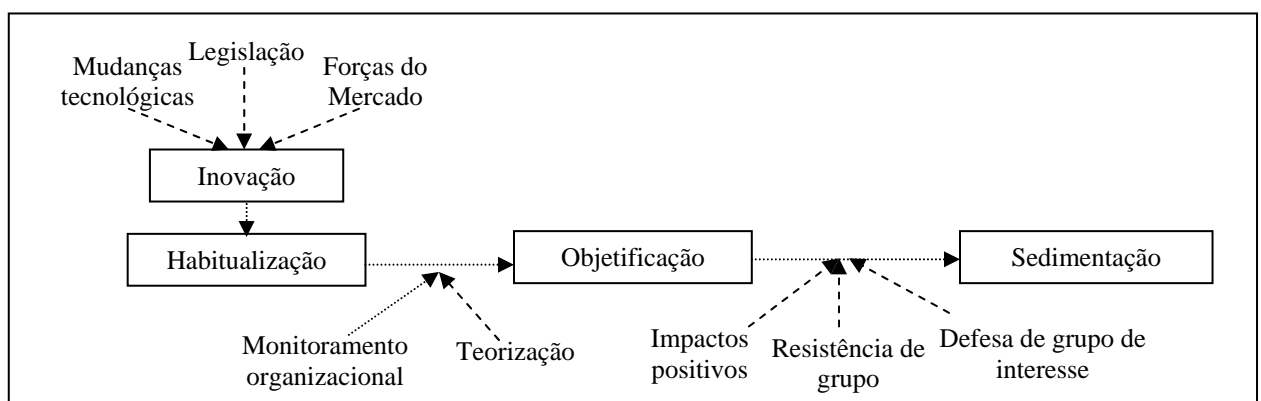 Legislação
Mudanças
tecnológicas
Forças do
Mercado
Inovação
Habitualização
Objetificação
Sedimentação
Monitoramento
organizacional
Teorização
Impactos
positivos
Resistência de
grupo
Defesa de grupo de
interesse